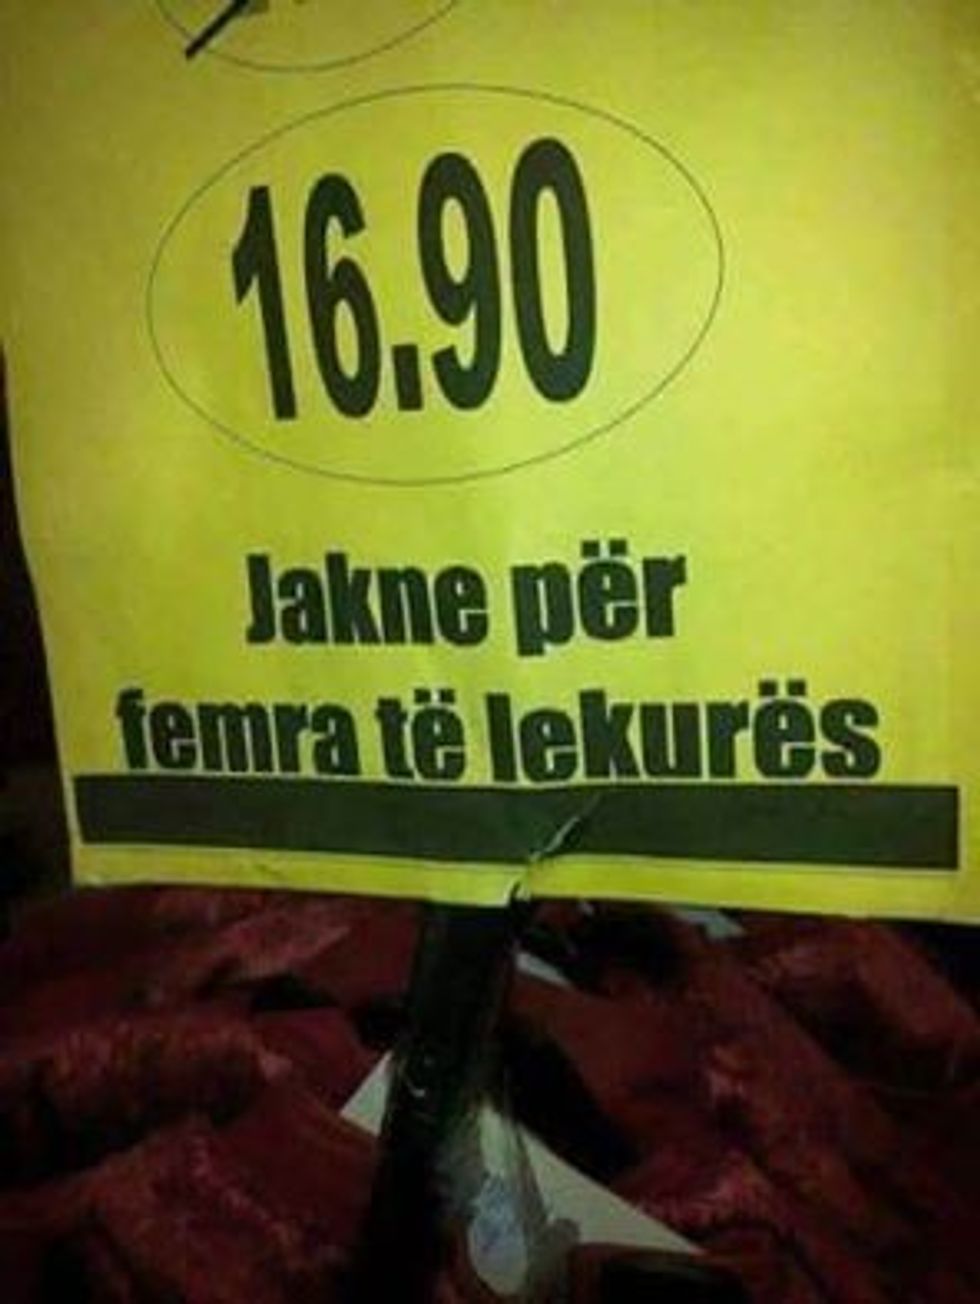 16.90
Jakne për
femra të lekurës